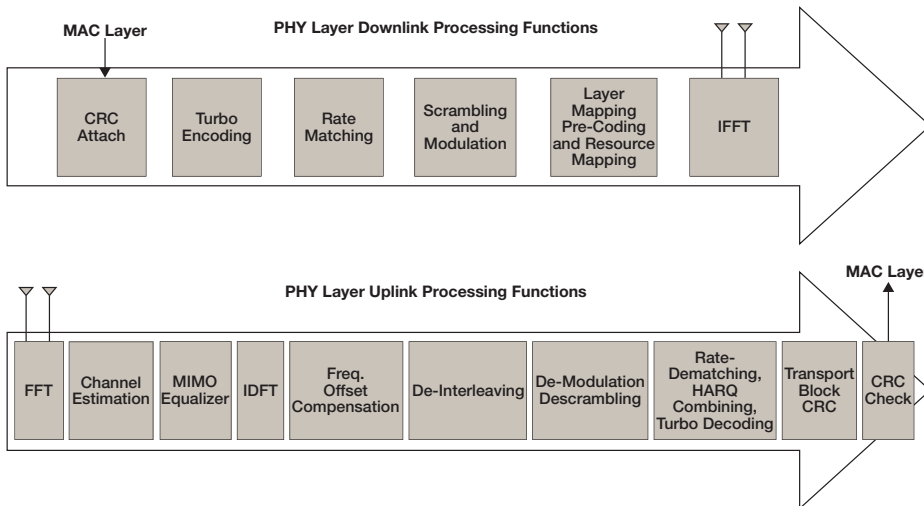 PHY Layer Downlink Processing Functions
MAC Layer
CRC
Attach
Turbo
Encoding
Rate
Matching
Scrambling
and
Modulation
Layer
Mapping
Pre-Coding
and Resource
Mapping
IFFT
PHY Layer Uplink Processing Functions
MAC Laye
FFT
Channel
Estimation
MIMO
Equalizer
IDFT
Freq.
Offset
Compensation
De-Interleaving
De-Modulation
Descrambling
Rate-
Dematching,
HARQ
Combining,
Turbo Decoding
Transport
Block
CRC
CRC
Check